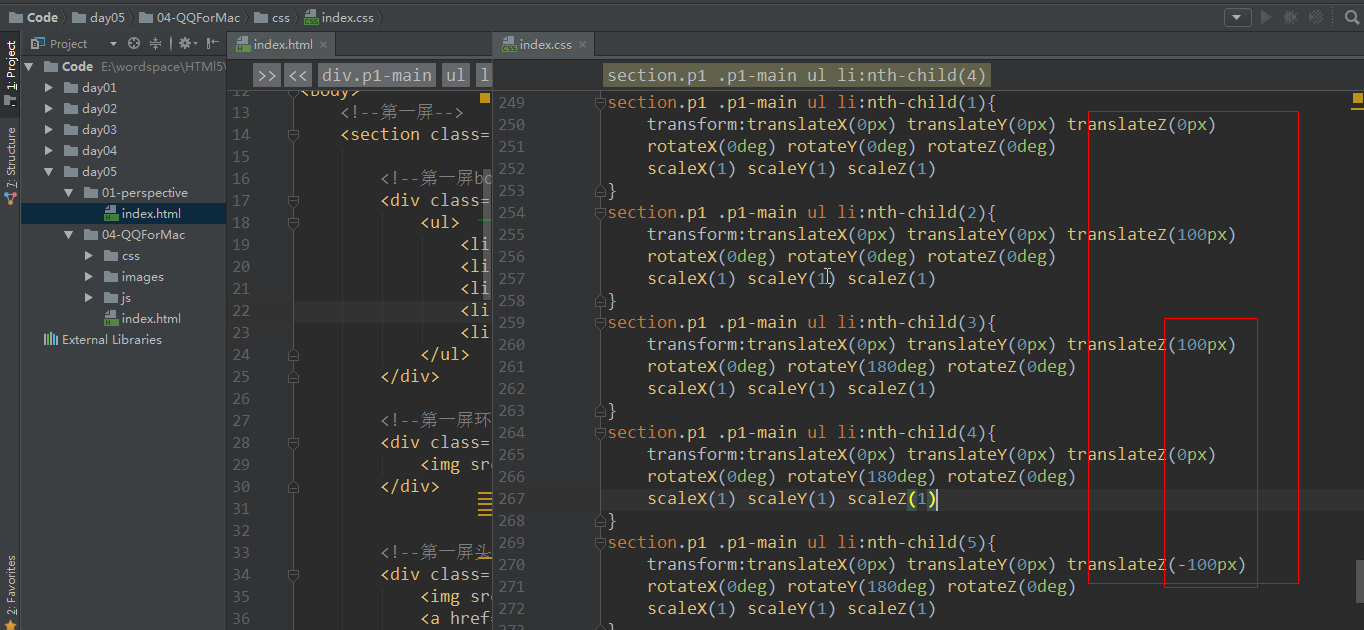 Code day05 04-QQForMac css index.css
1: Project
7: Structure
2: Favorites
Project
Code E:\wordspace\HTMl5\
day01
day02
day03
day04
day05
01-perspective
index.html
04-QQForMac
css
images
js
index.html
External Libraries
index.html
>> << div.p1-main ul l
12 <body>
13 <!--第一屏-->
14 <section class=
15
16 <!--第一屏bo
17 <div class=
18 <ul>
19 <li
20 <li
21 <li
22 <li
23 <li
24 </ul>
25 </div>
26
27 <!--第一屏环
28 <div class=
29 <img sr
30 </div>
31
32
33 <!--第一屏头
34 <div class=
35 <img sr
36 <a href
index.css
section.p1 .p1-main ul li:nth-child(4)
249 section.p1 .p1-main ul li:nth-child(1){
250 transform:translateX(0px) translateY(0px) translateZ(0px)
251 rotateX(0deg) rotateY(0deg) rotateZ(0deg)
252 scaleX(1) scaleY(1) scaleZ(1)
253 }
254 section.p1 .p1-main ul li:nth-child(2){
255 transform:translateX(0px) translateY(0px) translateZ(100px)
256 rotateX(0deg) rotateY(0deg) rotateZ(0deg)
257 scaleX(1) scaleY(1) scaleZ(1)
258 }
259 section.p1 .p1-main ul li:nth-child(3){
260 transform:translateX(0px) translateY(0px) translateZ(100px)
261 rotateX(0deg) rotateY(180deg) rotateZ(0deg)
262 scaleX(1) scaleY(1) scaleZ(1)
263 }
264 section.p1 .p1-main ul li:nth-child(4){
265 transform:translateX(0px) translateY(0px) translateZ(0px)
266 rotateX(0deg) rotateY(180deg) rotateZ(0deg)
267 scaleX(1) scaleY(1) scaleZ(1)
268 }
269 section.p1 .p1-main ul li:nth-child(5){
270 transform:translateX(0px) translateY(0px) translateZ(-100px)
271 rotateX(0deg) rotateY(180deg) rotateZ(0deg)
272 scaleX(1) scaleY(1) scaleZ(1)